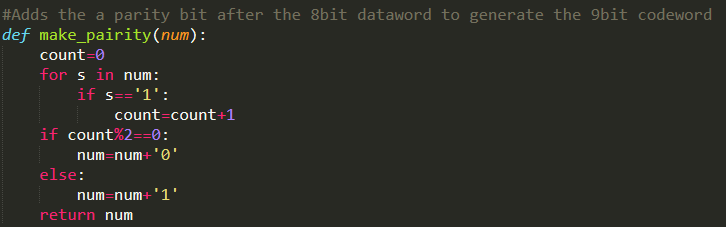 #Adds the a parity bit after the 8bit dataword to generate the 9bit codeword
def make_pairity(num):
    count=0
    for s in num:
        if s=='1':
            count=count+1
    if count%2==0:
        num=num+'0'
    else:
        num=num+'1'
    return num